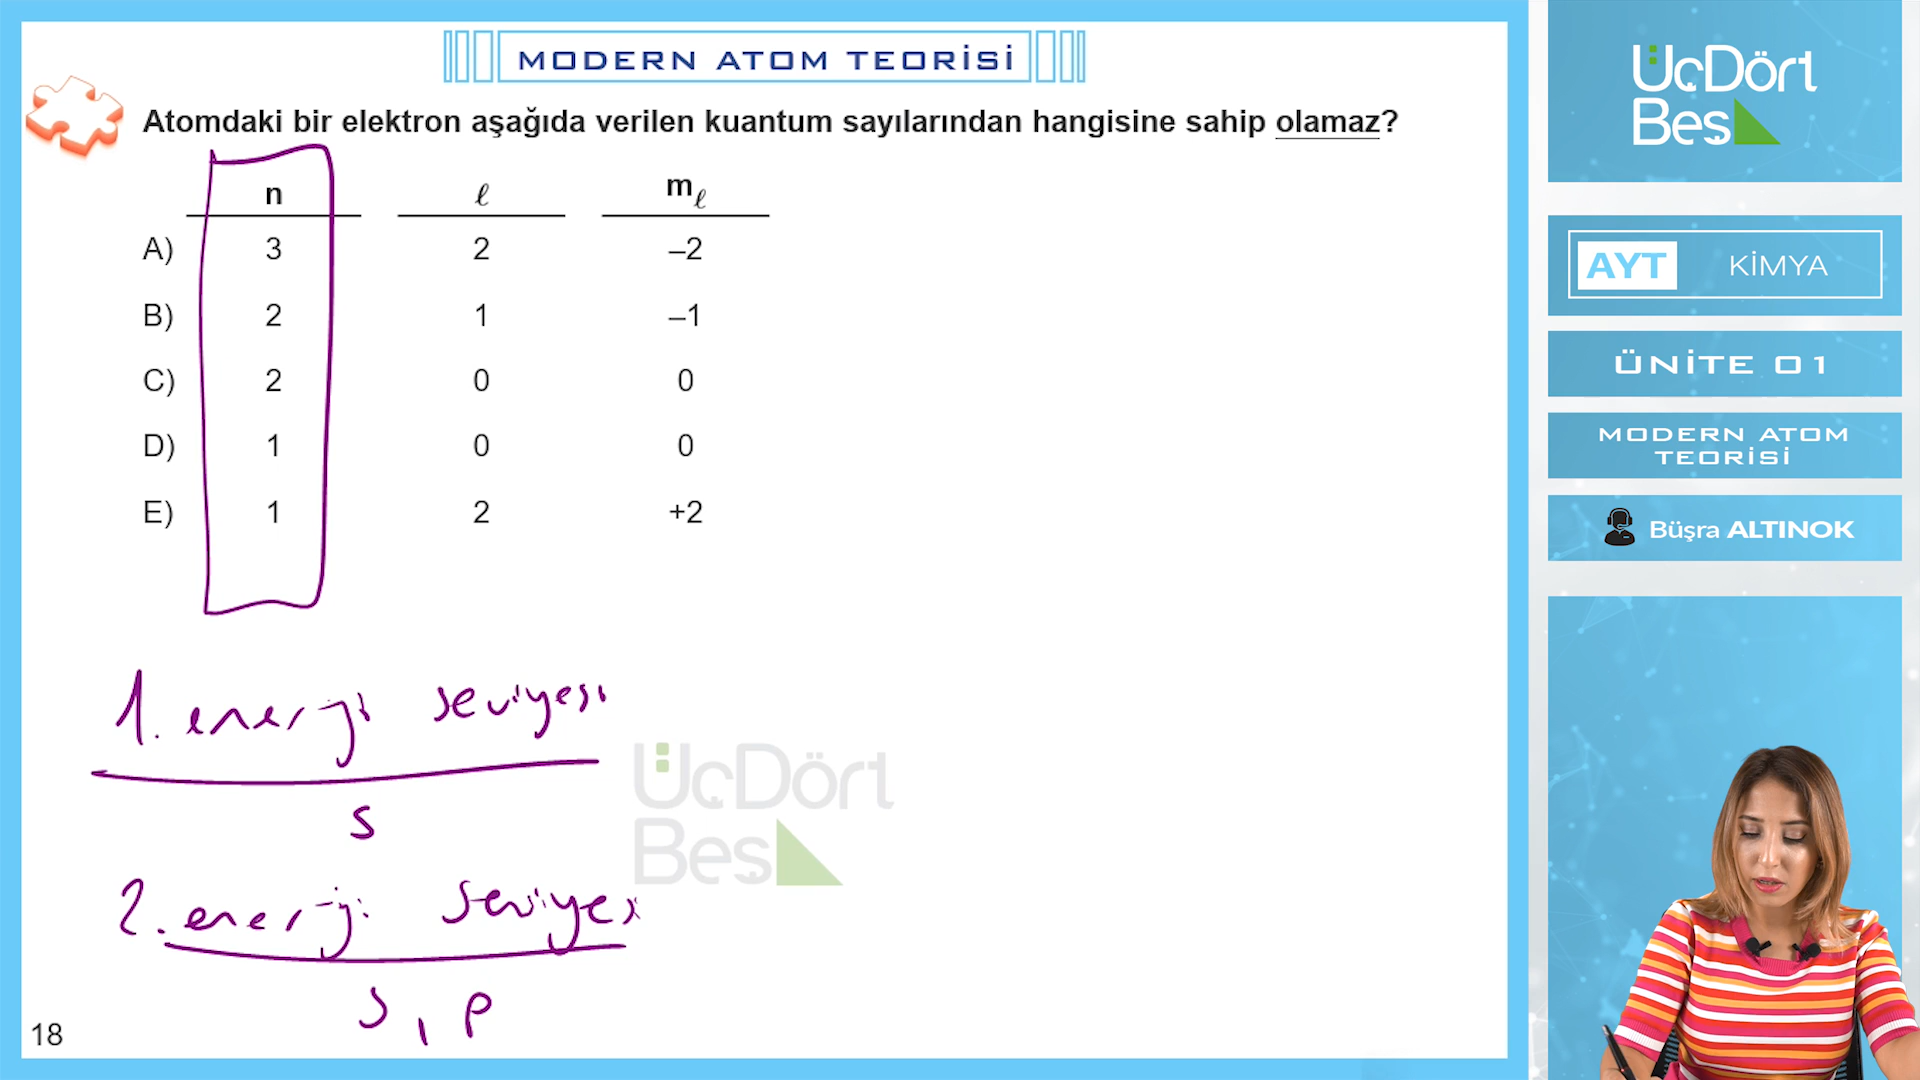 MODERN ATOM TEORİSİ
Atomdaki bir elektron aşağıda verilen kuantum sayılarından hangisine sahip olamaz?
n ℓ mℓ
A) 3 2 –2
B) 2 1 –1
C) 2 0 0
D) 1 0 0
E) 1 2 +2
1. energi seviyesi
s
2. energi seviyesi
s, p
18
ÜçDört
Beş
ÜçDört
Beş
AYT KİMYA
ÜNİTE 01
MODERN ATOM
TEORİSİ
Büşra ALTINOK